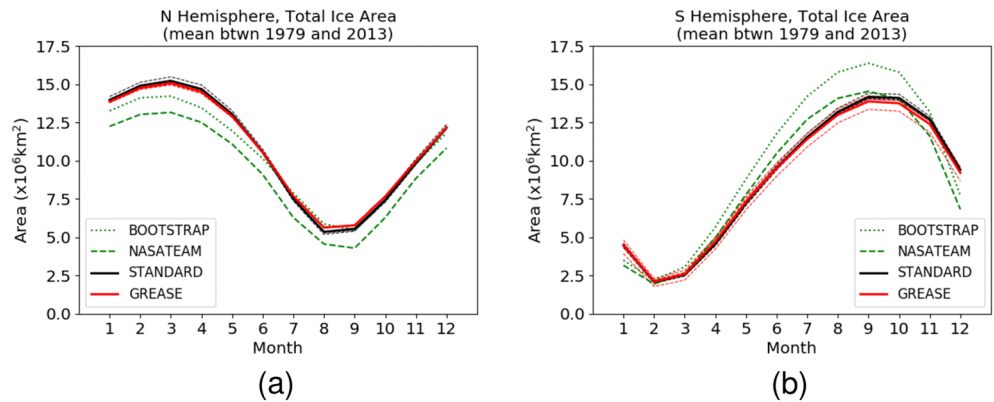 N Hemisphere, Total Ice Area
(mean btwn 1979 and 2013)
17.5
15.0
12.5
10.0
7.5
5.0
2.5
0.0
Area (x10⁶km²)
BOOTSTRAP
NASATEAM
STANDARD
GREASE
1 2 3 4 5 6 7 8 9 10 11 12
Month
(a)
S Hemisphere, Total Ice Area
(mean btwn 1979 and 2013)
17.5
15.0
12.5
10.0
7.5
5.0
2.5
0.0
Area (x10⁶km²)
BOOTSTRAP
NASATEAM
STANDARD
GREASE
1 2 3 4 5 6 7 8 9 10 11 12
Month
(b)